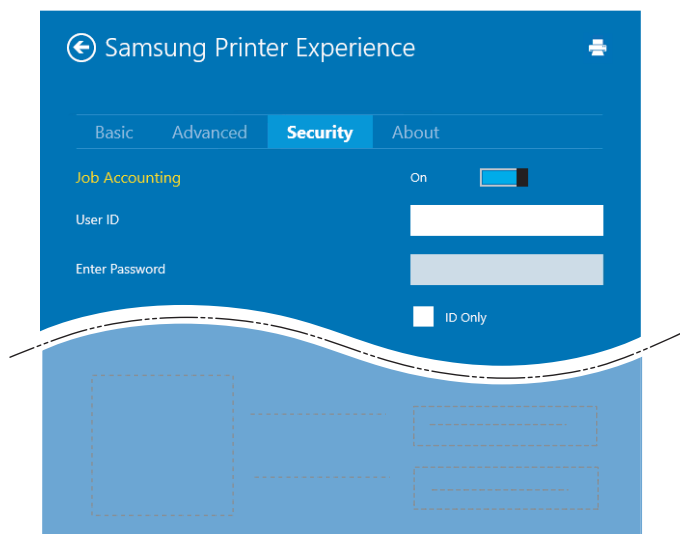 Samsung Printer Experience
Basic Advanced Security About
Job Accounting On
User ID
Enter Password
ID Only